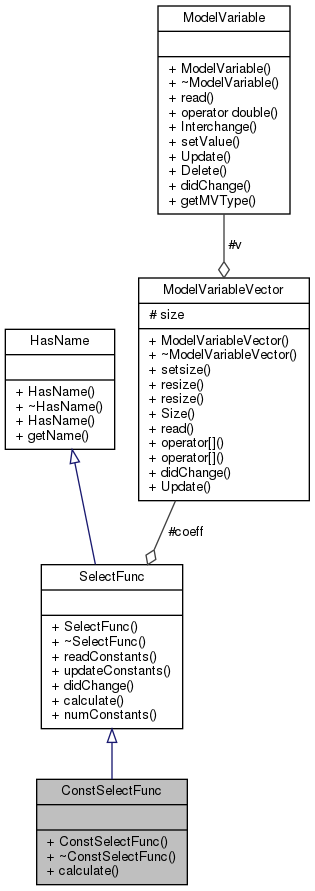 ModelVariable
+ ModelVariable()
+ ~ModelVariable()
+ read()
+ operator double()
+ Interchange()
+ setValue()
+ Update()
+ Delete()
+ didChange()
+ getMVType()
#v
ModelVariableVector
# size
+ ModelVariableVector()
+ ~ModelVariableVector()
+ setsize()
+ resize()
+ resize()
+ Size()
+ read()
+ operator[]()
+ operator[]()
+ didChange()
+ Update()
HasName
+ HasName()
+ ~HasName()
+ HasName()
+ getName()
#coeff
SelectFunc
+ SelectFunc()
+ ~SelectFunc()
+ readConstants()
+ updateConstants()
+ didChange()
+ calculate()
+ numConstants()
ConstSelectFunc
+ ConstSelectFunc()
+ ~ConstSelectFunc()
+ calculate()